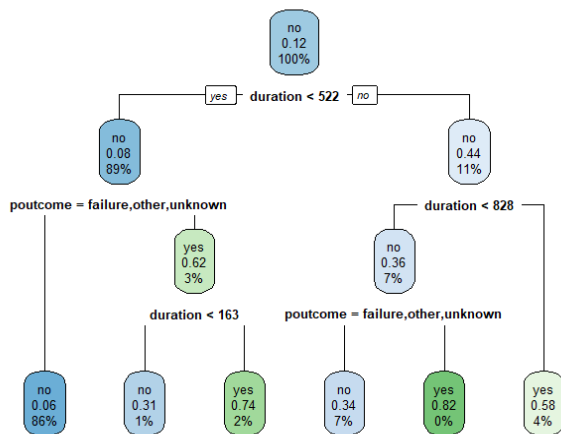 no
0.12
100%
yes duration < 522 no
no
0.08
89%
no
0.44
11%
poutcome = failure,other,unknown
duration < 828
yes
0.62
3%
no
0.36
7%
duration < 163
poutcome = failure,other,unknown
no
0.06
86%
no
0.31
1%
yes
0.74
2%
no
0.34
7%
yes
0.82
0%
yes
0.58
4%